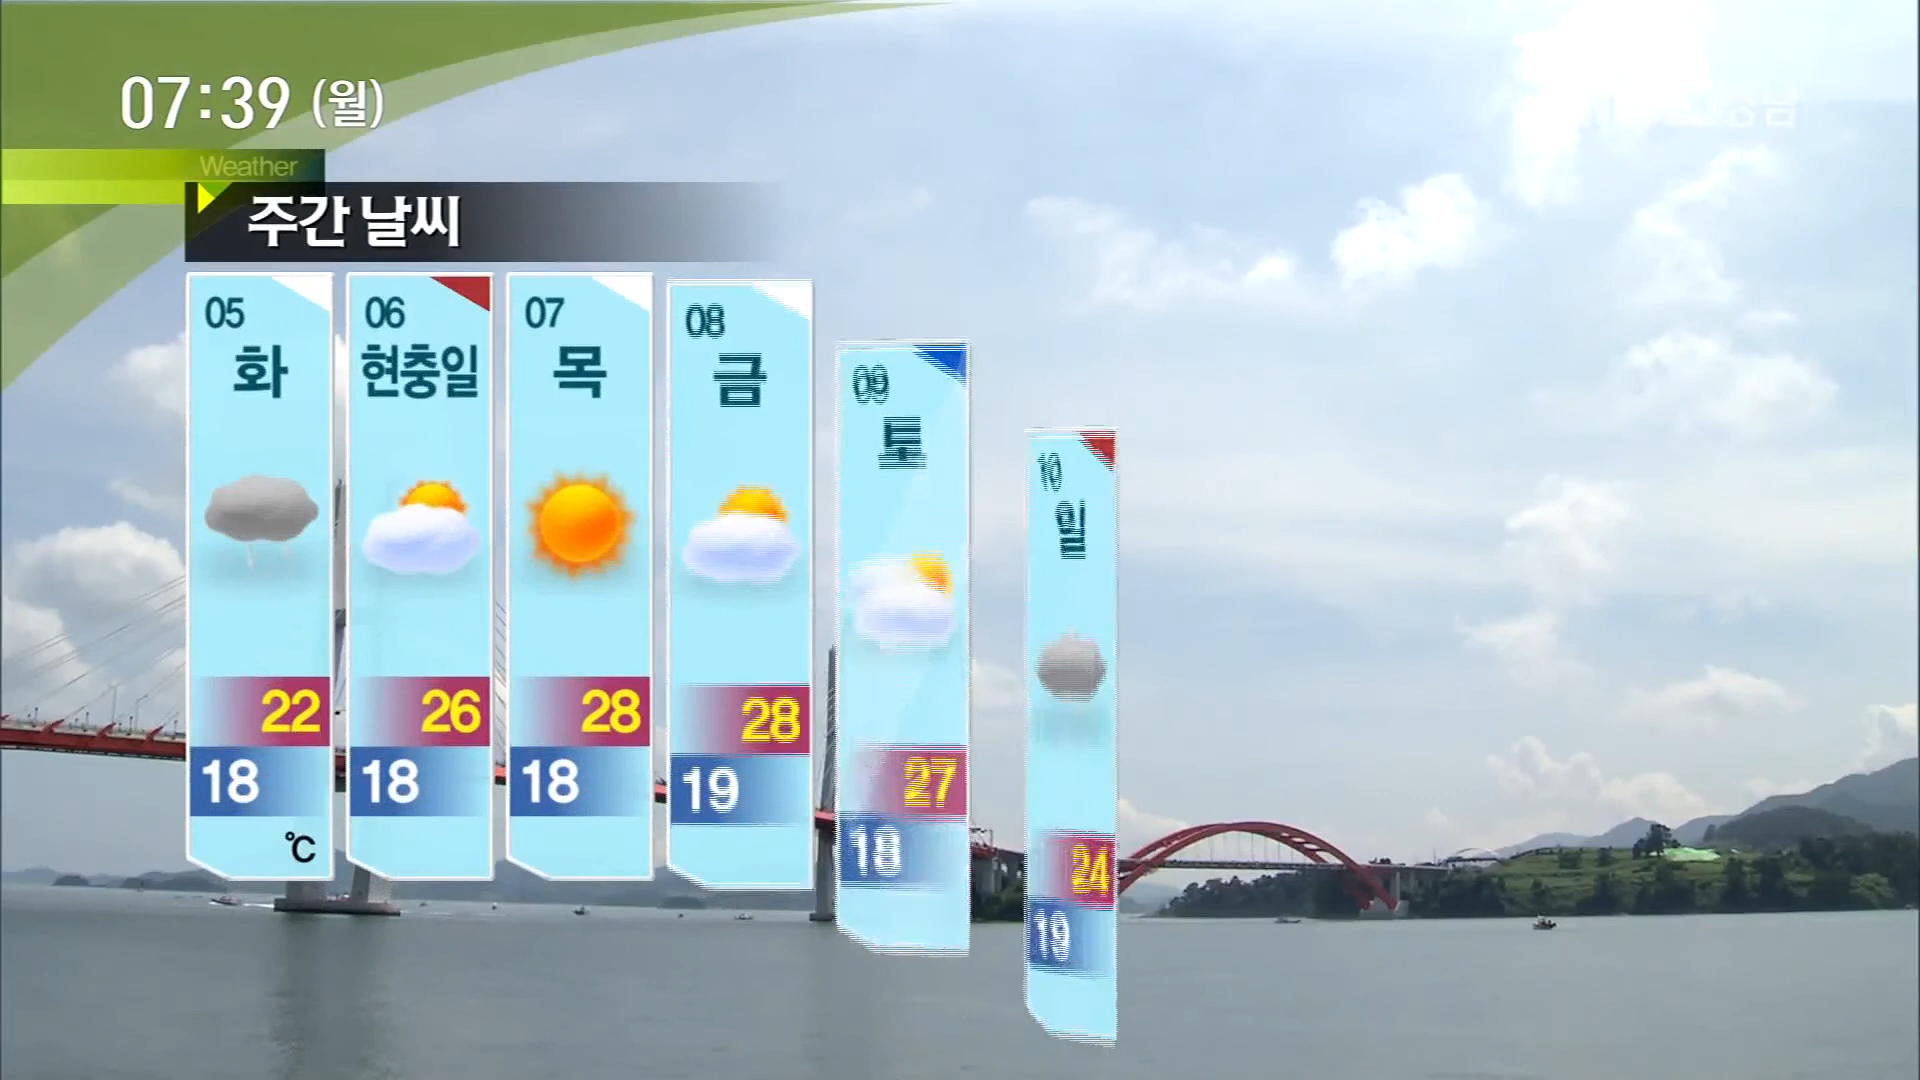 07:39 (월)
Weather
주간 날씨
05 06 07 08 09 10
화 현충일 목 금 토 일
22 26 28 28 27 24
18 18 18 19 18 19
℃